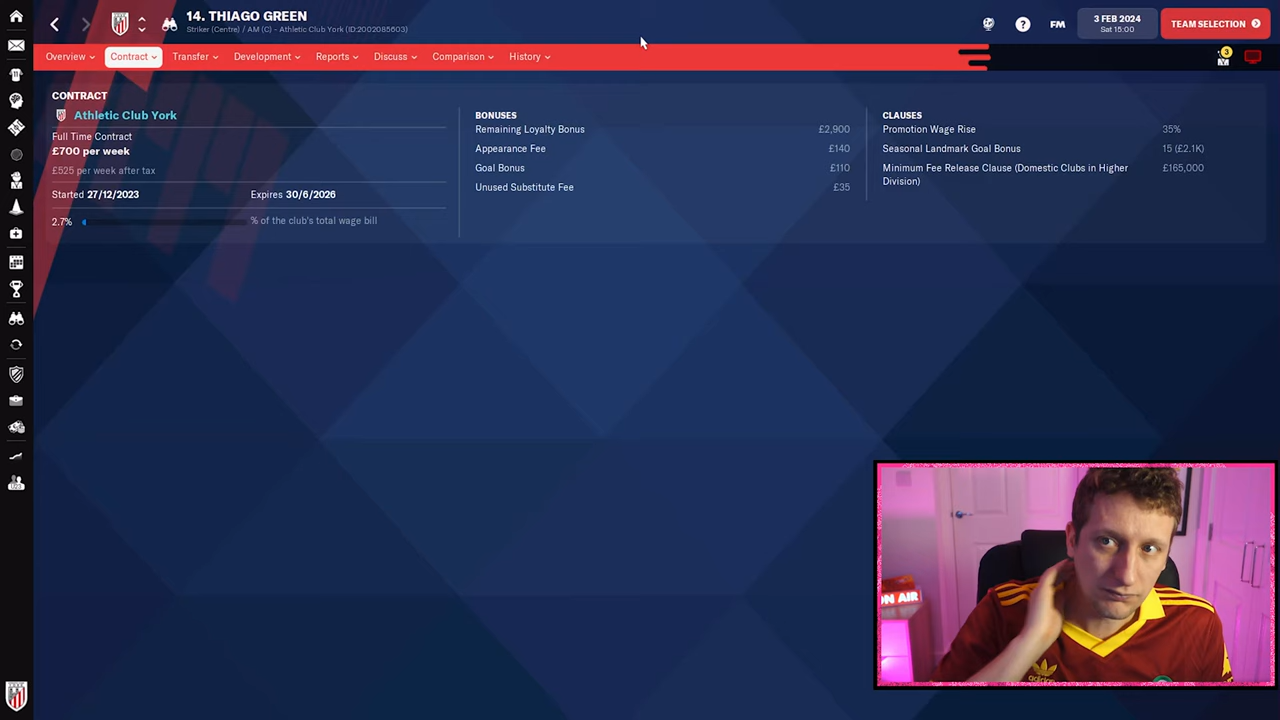 14. THIAGO GREEN
Striker (Centre) / AM (C) - Athletic Club York (ID:2002085603)
FM
3 FEB 2024
Sat 15:00
TEAM SELECTION
Overview
Contract
Transfer
Development
Reports
Discuss
Comparison
History
3
CONTRACT
Athletic Club York
Full Time Contract
£700 per week
£525 per week after tax
Started 27/12/2023
Expires 30/6/2026
2.7%
% of the club's total wage bill
BONUSES
Remaining Loyalty Bonus £2,900
Appearance Fee £140
Goal Bonus £110
Unused Substitute Fee £35
CLAUSES
Promotion Wage Rise 35%
Seasonal Landmark Goal Bonus 15 (£2.1K)
Minimum Fee Release Clause (Domestic Clubs in Higher £165,000
Division)
ON AIR
adidas